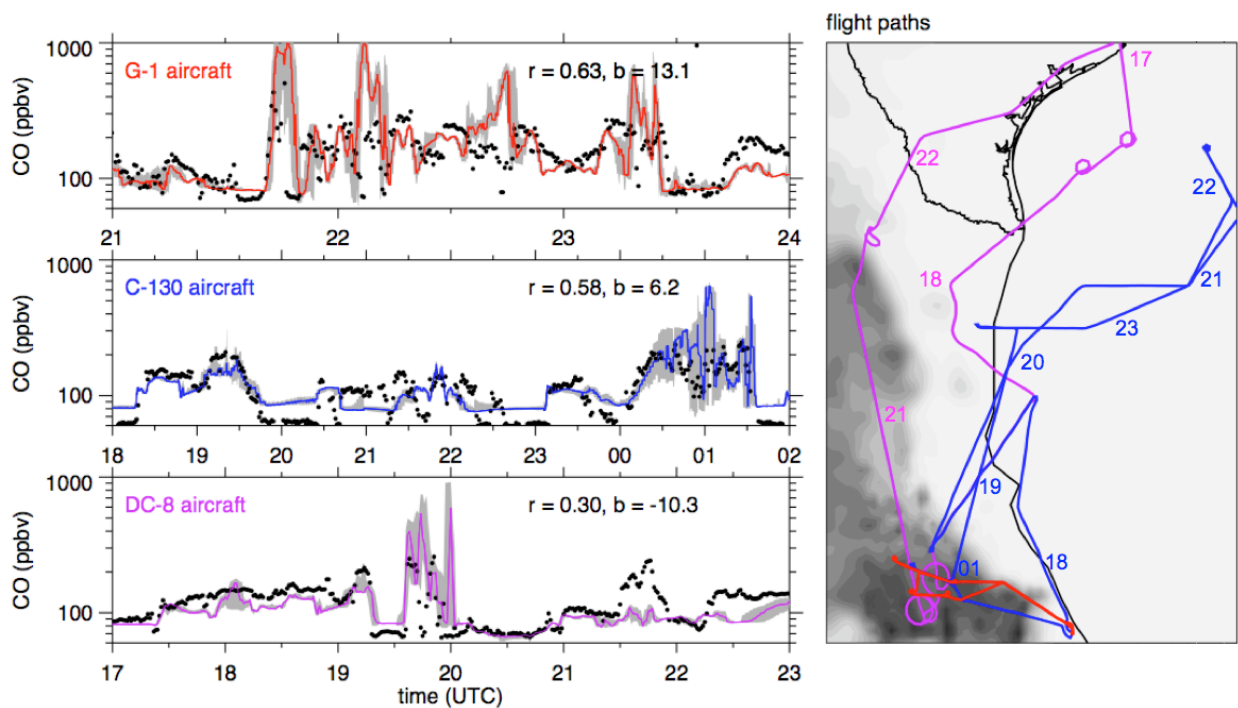 flight paths
1000
G-1 aircraft
r = 0.63, b = 13.1
CO (ppbv)
100
21 22 23 24
1000
C-130 aircraft
r = 0.58, b = 6.2
CO (ppbv)
100
18 19 20 21 22 23 00 01 02
1000
DC-8 aircraft
r = 0.30, b = -10.3
CO (ppbv)
100
17 18 19 20 21 22 23
time (UTC)
17
22
22
18
21
23
20
21
19
01
18